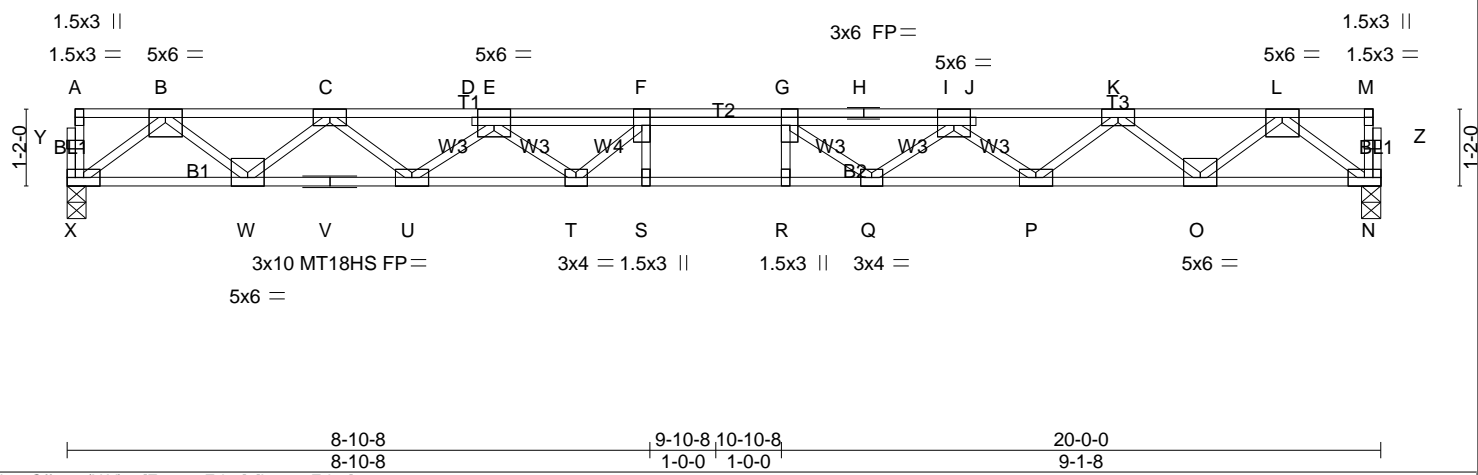 1.5x3 ||
1.5x3 =
5x6 =
5x6 =
3x6 FP =
5x6 =
5x6 =
1.5x3 ||
1.5x3 =
A B C D E F G H I J K L M
T1 T2 T3
1-2-0
Y
BL1
W3 W3 W4 W3 W3 W3
BL1
Z
1-2-0
B1 B2
X W V U T S R Q P O N
3x10 MT18HS FP =
3x4 =
1.5x3 ||
1.5x3 ||
3x4 =
5x6 =
5x6 =
8-10-8 9-10-8 10-10-8 20-0-0
8-10-8 1-0-0 1-0-0 9-1-8